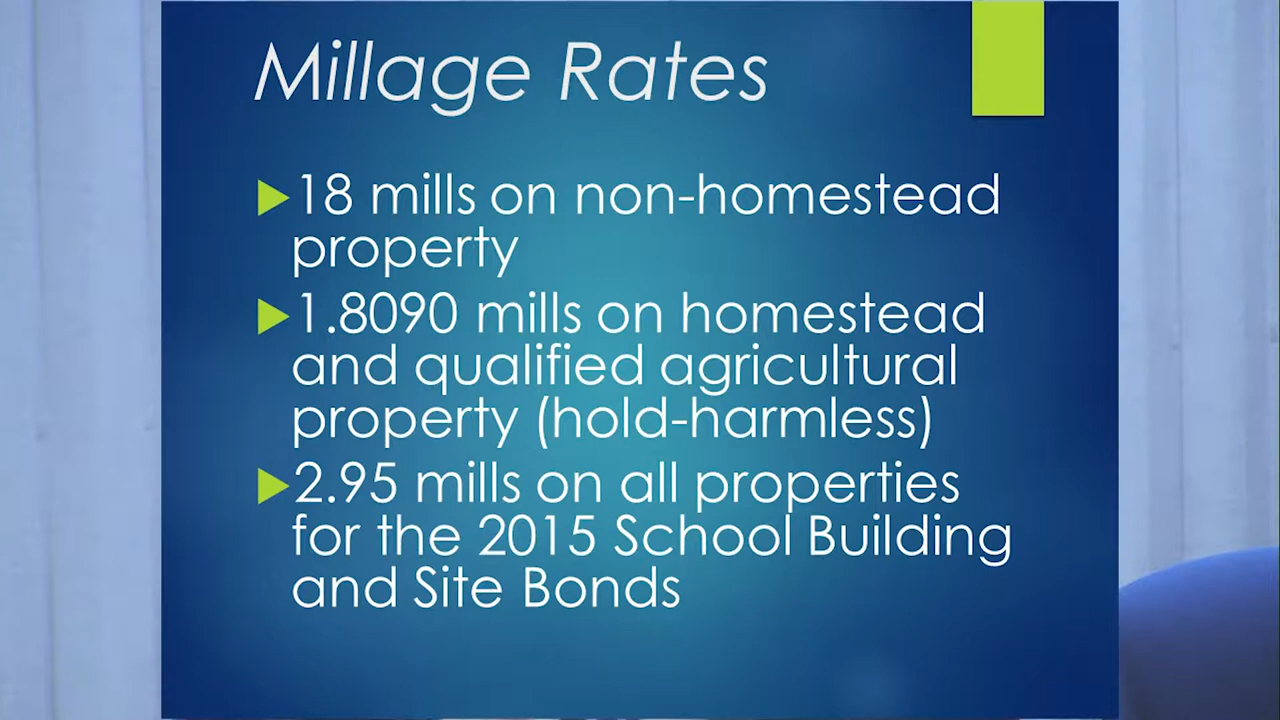 Millage Rates
18 mills on non-homestead
property
1.8090 mills on homestead
and qualified agricultural
property (hold-harmless)
2.95 mills on all properties
for the 2015 School Building
and Site Bonds